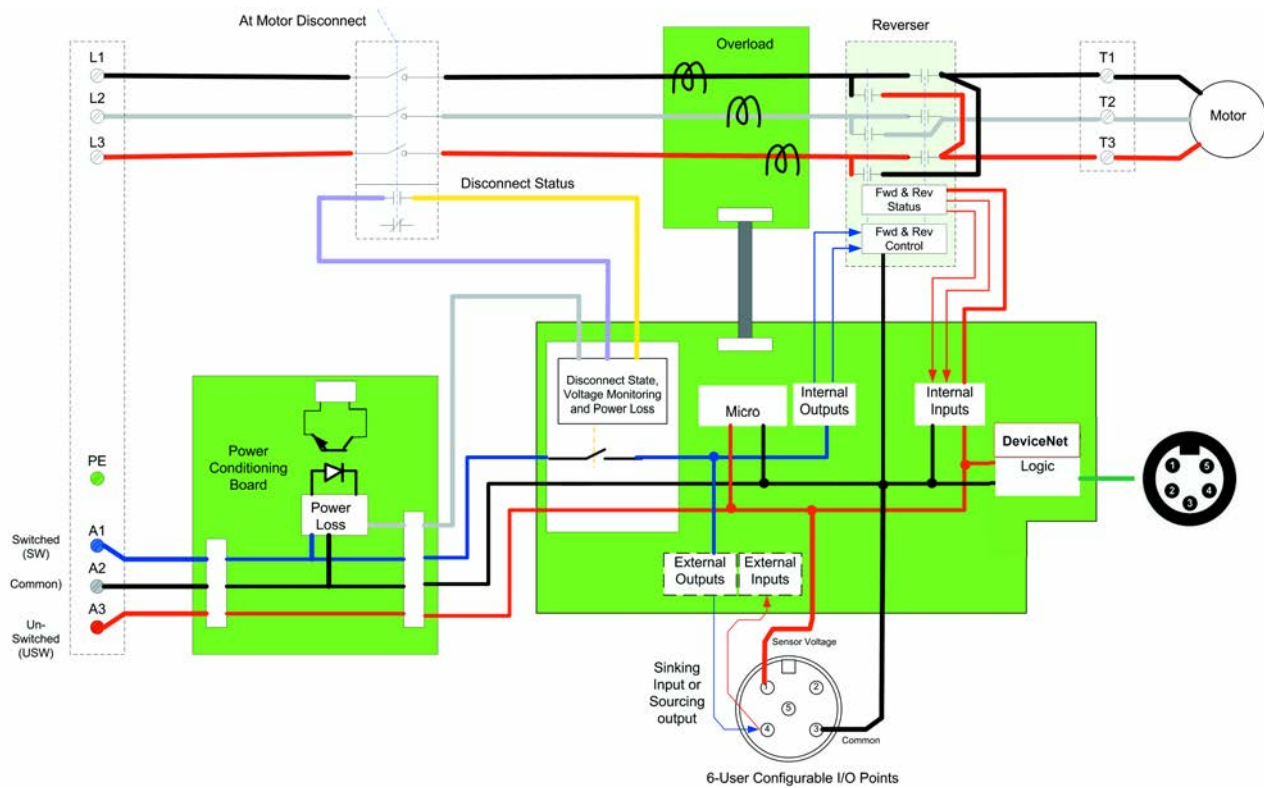 At Motor Disconnect
Reverser
Overload
L1
T1
L2
T2
Motor
L3
T3
Disconnect Status
Fwd & Rev
Status
Fwd & Rev
Control
Disconnect State,
Voltage Monitoring
and Power Loss
Micro
Internal
Outputs
Internal
Inputs
DeviceNet
Logic
1
5
2
4
3
PE
Power
Conditioning
Board
Power
Loss
A1
Switched
(SW)
A2
Common)
A3
Un-
Switched
(USW)
External
Outputs
External
Inputs
Sensor Voltage
Sinking
Input or
Sourcing
output
1
2
5
4
3
Common
6-User Configurable I/O Points